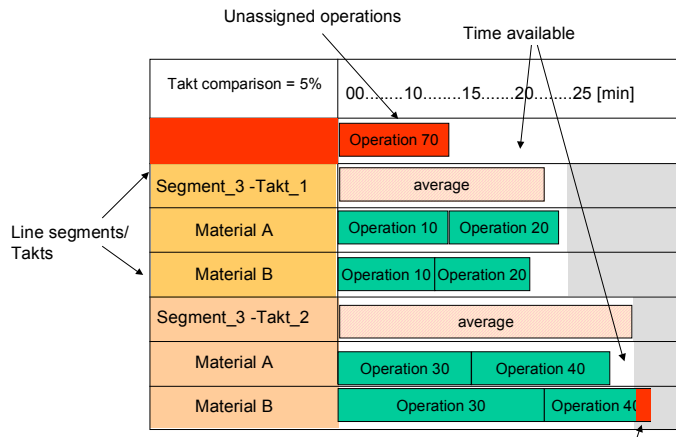 Unassigned operations
Time available
Takt comparison = 5%
00.......10........15........20........25 [min]
Operation 70
Segment_3 -Takt_1
average
Line segments/
Takts
Material A
Operation 10
Operation 20
Material B
Operation 10
Operation 20
Segment_3 -Takt_2
average
Material A
Operation 30
Operation 40
Material B
Operation 30
Operation 40